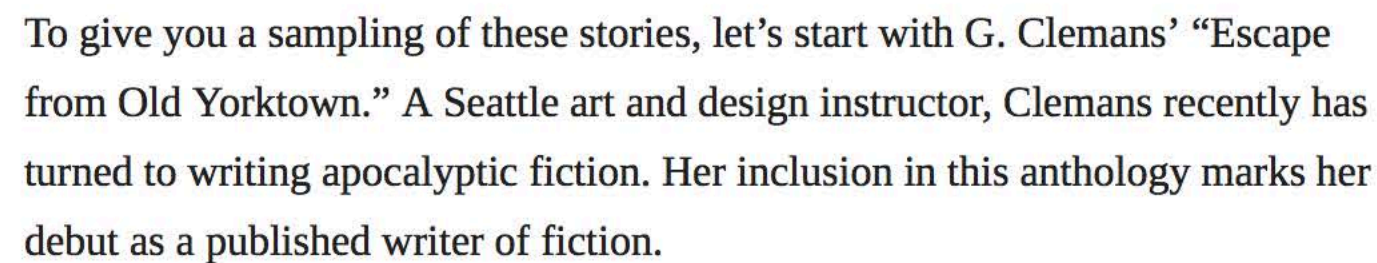 To give you a sampling of these stories, let’s start with G. Clemans’ “Escape
from Old Yorktown.” A Seattle art and design instructor, Clemans recently has
turned to writing apocalyptic fiction. Her inclusion in this anthology marks her
debut as a published writer of fiction.